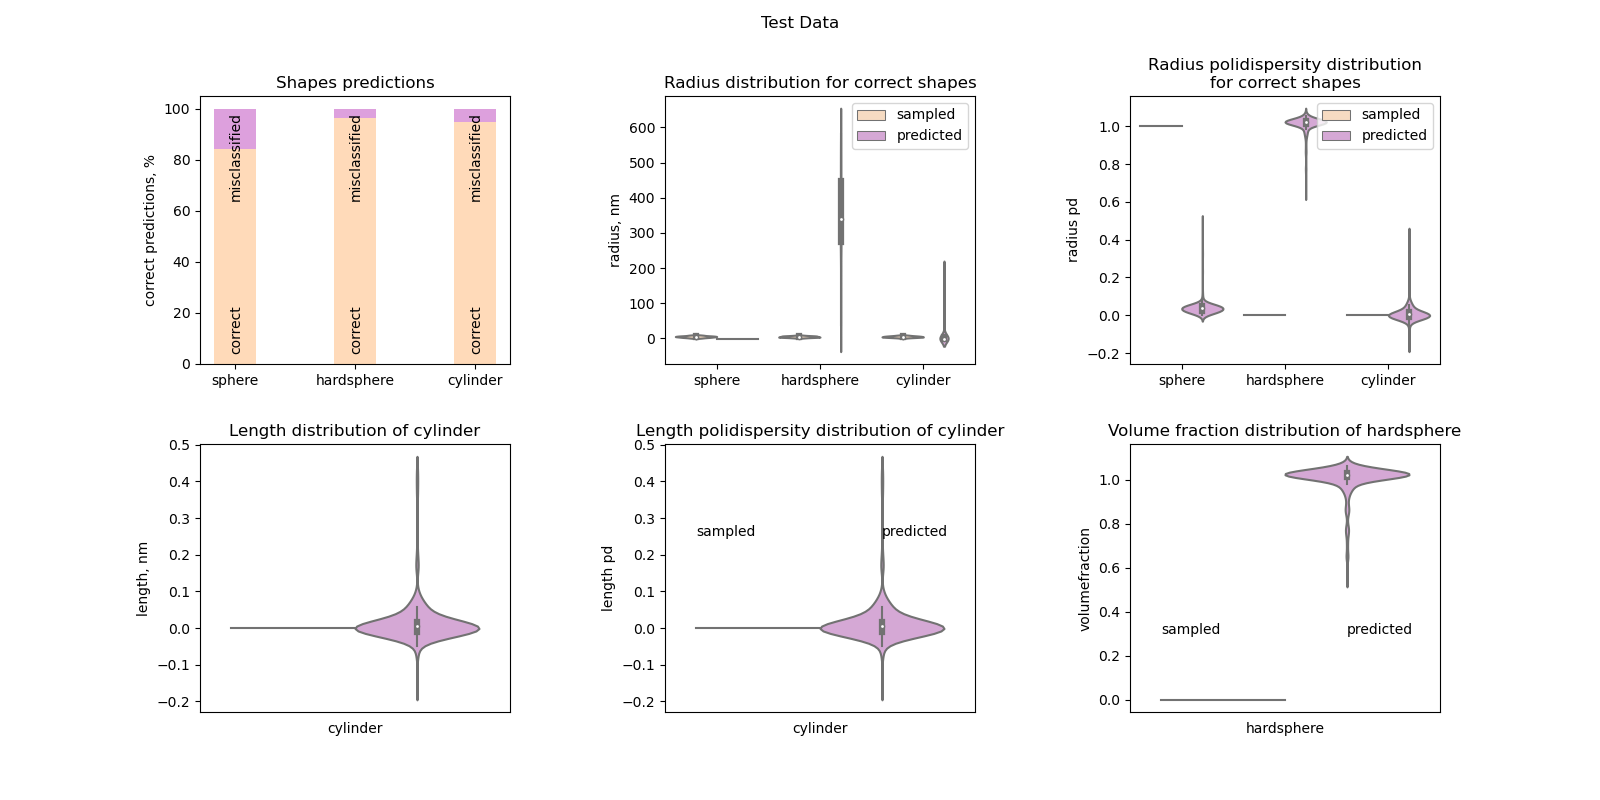 Test Data
Shapes predictions
correct predictions, %
100
80
60
40
20
0
misclassified
misclassified
misclassified
correct
correct
correct
sphere
hardsphere
cylinder
Radius distribution for correct shapes
radius, nm
600
500
400
300
200
100
0
sampled
predicted
sphere
hardsphere
cylinder
Radius polidispersity distribution
for correct shapes
radius pd
1.0
0.8
0.6
0.4
0.2
0.0
−0.2
sampled
predicted
sphere
hardsphere
cylinder
Length distribution of cylinder
length, nm
0.5
0.4
0.3
0.2
0.1
0.0
−0.1
−0.2
cylinder
Length polidispersity distribution of cylinder
length pd
0.5
0.4
0.3
0.2
0.1
0.0
−0.1
−0.2
sampled
predicted
cylinder
Volume fraction distribution of hardsphere
volumefraction
1.0
0.8
0.6
0.4
0.2
0.0
sampled
predicted
hardsphere